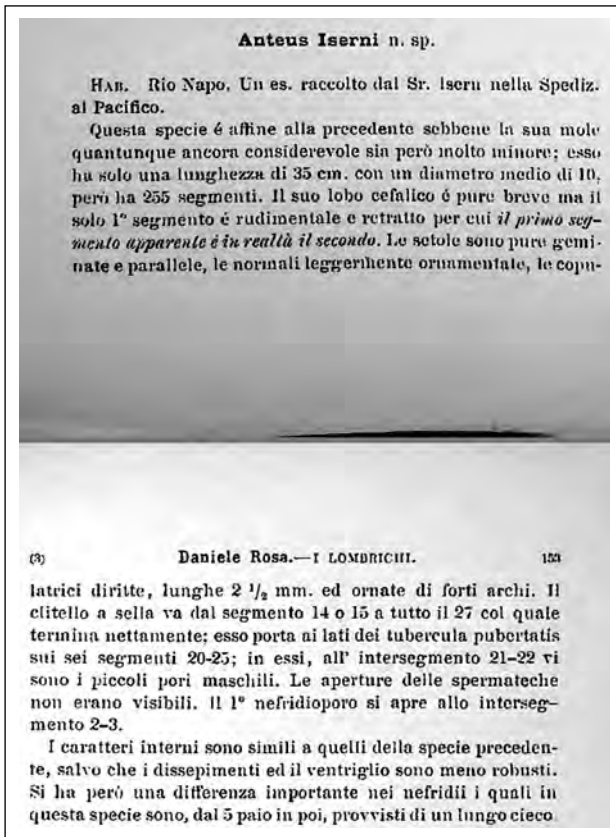 Anteus Iserni n. sp.
HAB. Rio Napo, Un es. raccolto dal Sr. Isern nella Spediz.
al Pacifico.
Questa specie é affine alla precedente sebbene la sua mole
quantunque ancora considerevole sia però molto minore; esso
ha solo una lunghezza di 35 cm. con un diametro medio di 10,
però ha 255 segmenti. Il suo lobo cefalico é pure breve ma il
solo 1º segmento é rudimentale e retratto per cui il primo seg-
mento apparente é in realtà il secondo. Le setole sono pure gemi-
nate e parallele, le normali leggermente ornamentate, le copu-
(3) Daniele Rosa.—I LOMBRICHI. 153
latrici diritte, lunghe 2 1/2 mm. ed ornate di forti archi. Il
clitello a sella va dal segmento 14 o 15 a tutto il 27 col quale
termina nettamente; esso porta ai lati dei tubercula pubertatis
sui sei segmenti 20-25; in essi, all' intersegmento 21-22 vi
sono i piccoli pori maschili. Le aperture delle spermateche
non erano visibili. Il 1º nefridioporo si apre allo interseg-
mento 2-3.
I caratteri interni sono simili a quelli della specie preceden-
te, salvo che i dissepimenti ed il ventriglio sono meno robusti.
Si ha però una differenza importante nei nefridii i quali in
questa specie sono, dal 5 paio in poi, provvisti di un lungo cieco